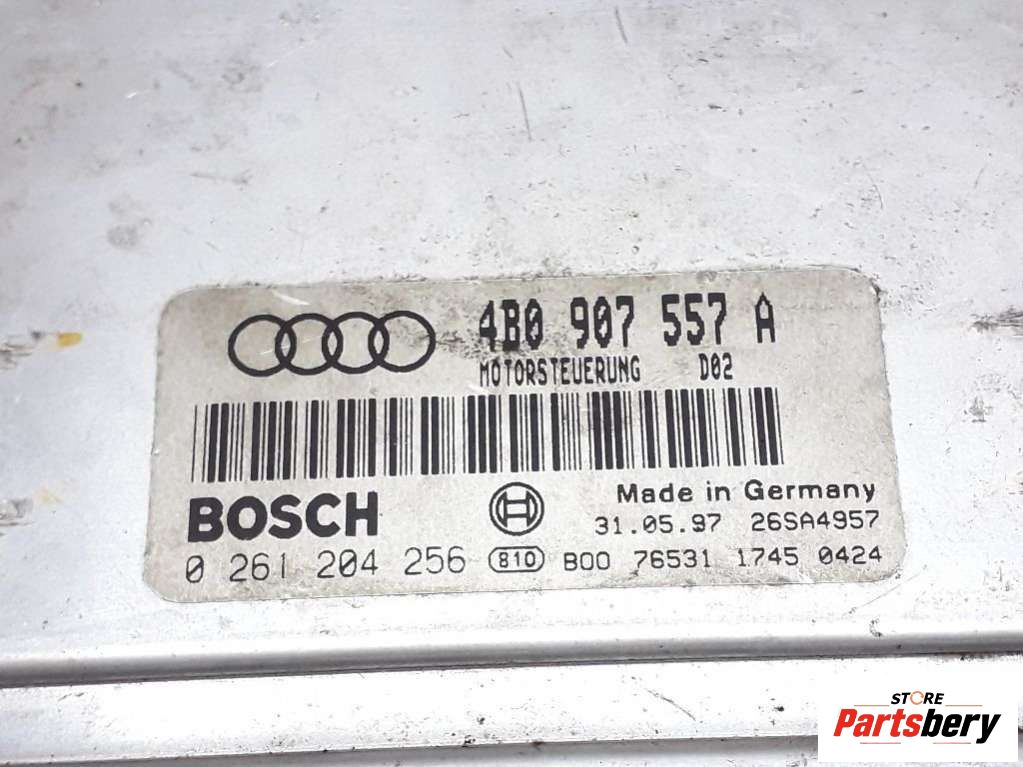 4B0 907 557 A
MOTORSTEUERUNG D02
BOSCH
Made in Germany
31.05.97 26SA4957
0 261 204 256 810 B00 76531 1745 0424
STORE
Partsbery